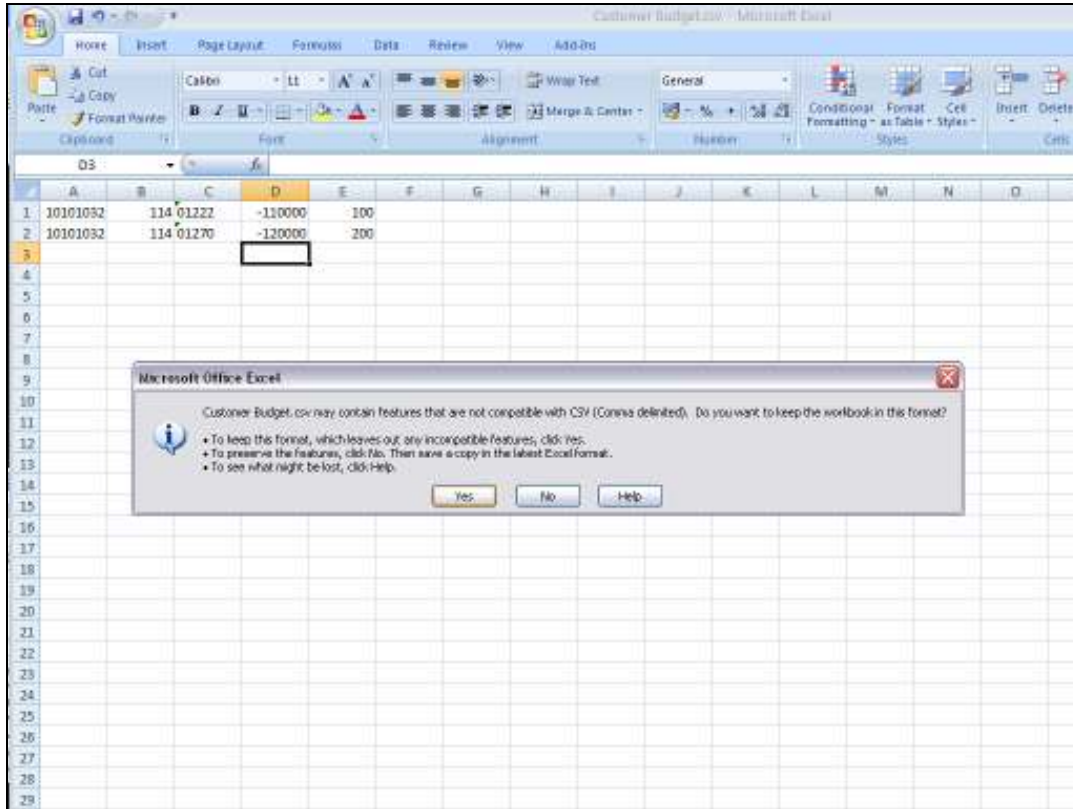 Customer Budget.csv - Microsoft Excel
Home Insert Page Layout Formulas Data Review View Add-Ins
Cut
Copy
Paste
Format Painter
Calibri 11
General
Wrap Text
Merge & Center
Conditional Formatting
Format as Table
Cell Styles
Insert Delete
Clipboard Font Alignment Number Styles Cells
D3 fx
A B C D E F G H I J K L M N O
1 10101032 114 01222 -110000 100
2 10101032 114 01270 -120000 200
3
4
5
6
7
8
9
10
11
12
13
14
15
16
17
18
19
20
21
22
23
24
25
26
27
28
29
Microsoft Office Excel
Customer Budget.csv may contain features that are not compatible with CSV (Comma delimited). Do you want to keep the workbook in this format?
• To keep this format, which leaves out any incompatible features, click Yes.
• To preserve the features, click No. Then save a copy in the latest Excel format.
• To see what might be lost, click Help.
Yes No Help